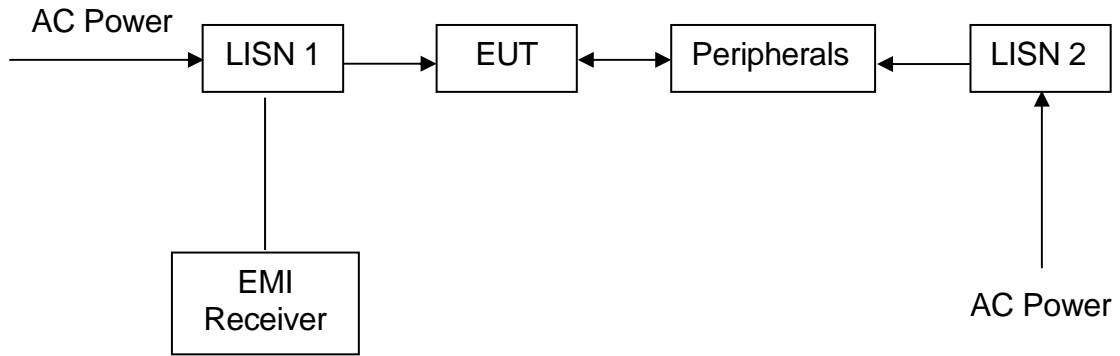 AC Power
LISN 1
EUT
Peripherals
LISN 2
EMI
Receiver
AC Power